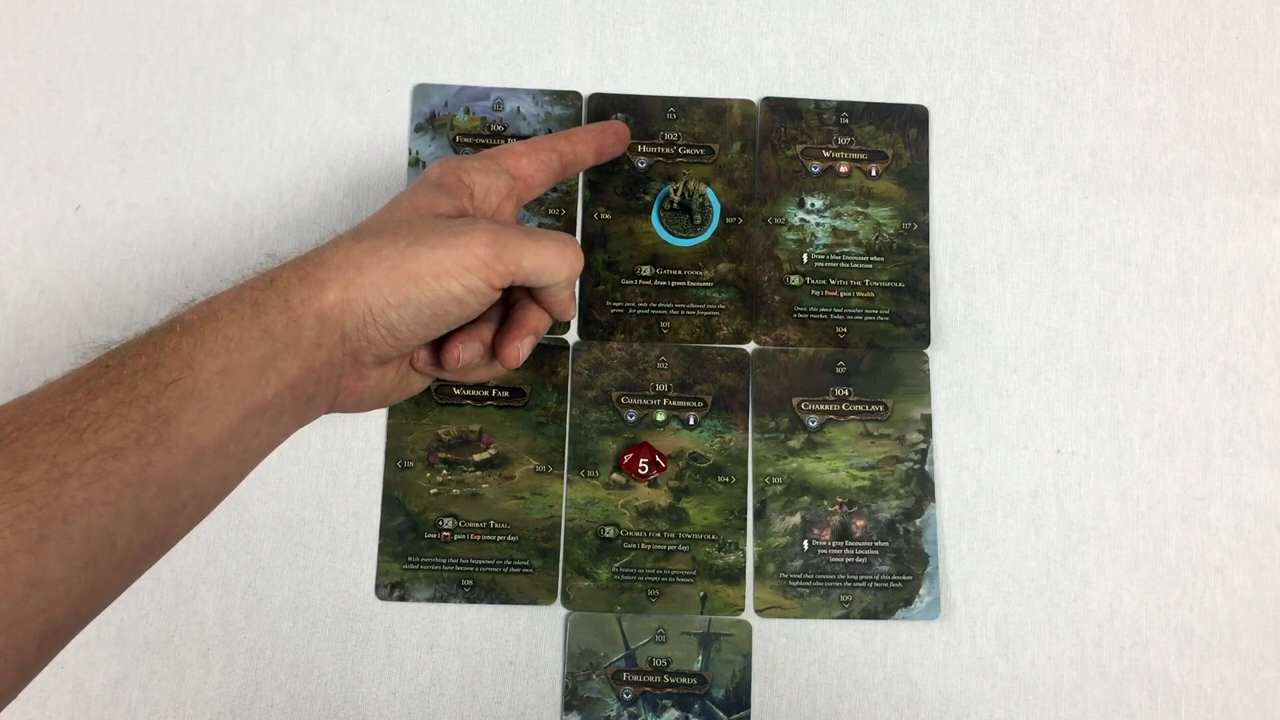 112
106
FORE-DWELLER
102 >
113
102
HUNTERS' GROVE
< 106
107 >
2 GATHER FOOD:
Gain 2 Food, draw 1 green Encounter
In ages past, only the druids were allowed into the
grove for good reason, that is now forgotten.
101
114
107
WHITENING
< 102
117 >
Draw a blue Encounter when
you enter this Location
1 TRADE WITH THE TOWNSFOLK:
Pay 1 Food, gain 1 Wealth
Once, this place had another name and
a busy market. Today, no one goes there.
104
WARRIOR FAIR
< 118
101 >
COMBAT TRIAL:
Lose 1 , gain 1 Exp (once per day)
With everything that has happened on the island,
skilled warriors have become a currency of their own.
108
102
101
CUANACHT FARMHOLD
< 103
4 5 1
104 >
1 CHORES FOR THE TOWNSFOLK:
Gain 1 Rep (once per day)
Its history as vast as its graveyard,
its future as empty as its houses.
105
107
104
CHARRED CONCLAVE
< 101
Draw a gray Encounter when
you enter this Location
(once per day)
The wind that caresses the long grass of this desolate
highland also carries the smell of burnt flesh.
109
101
105
FORLORN SWORDS